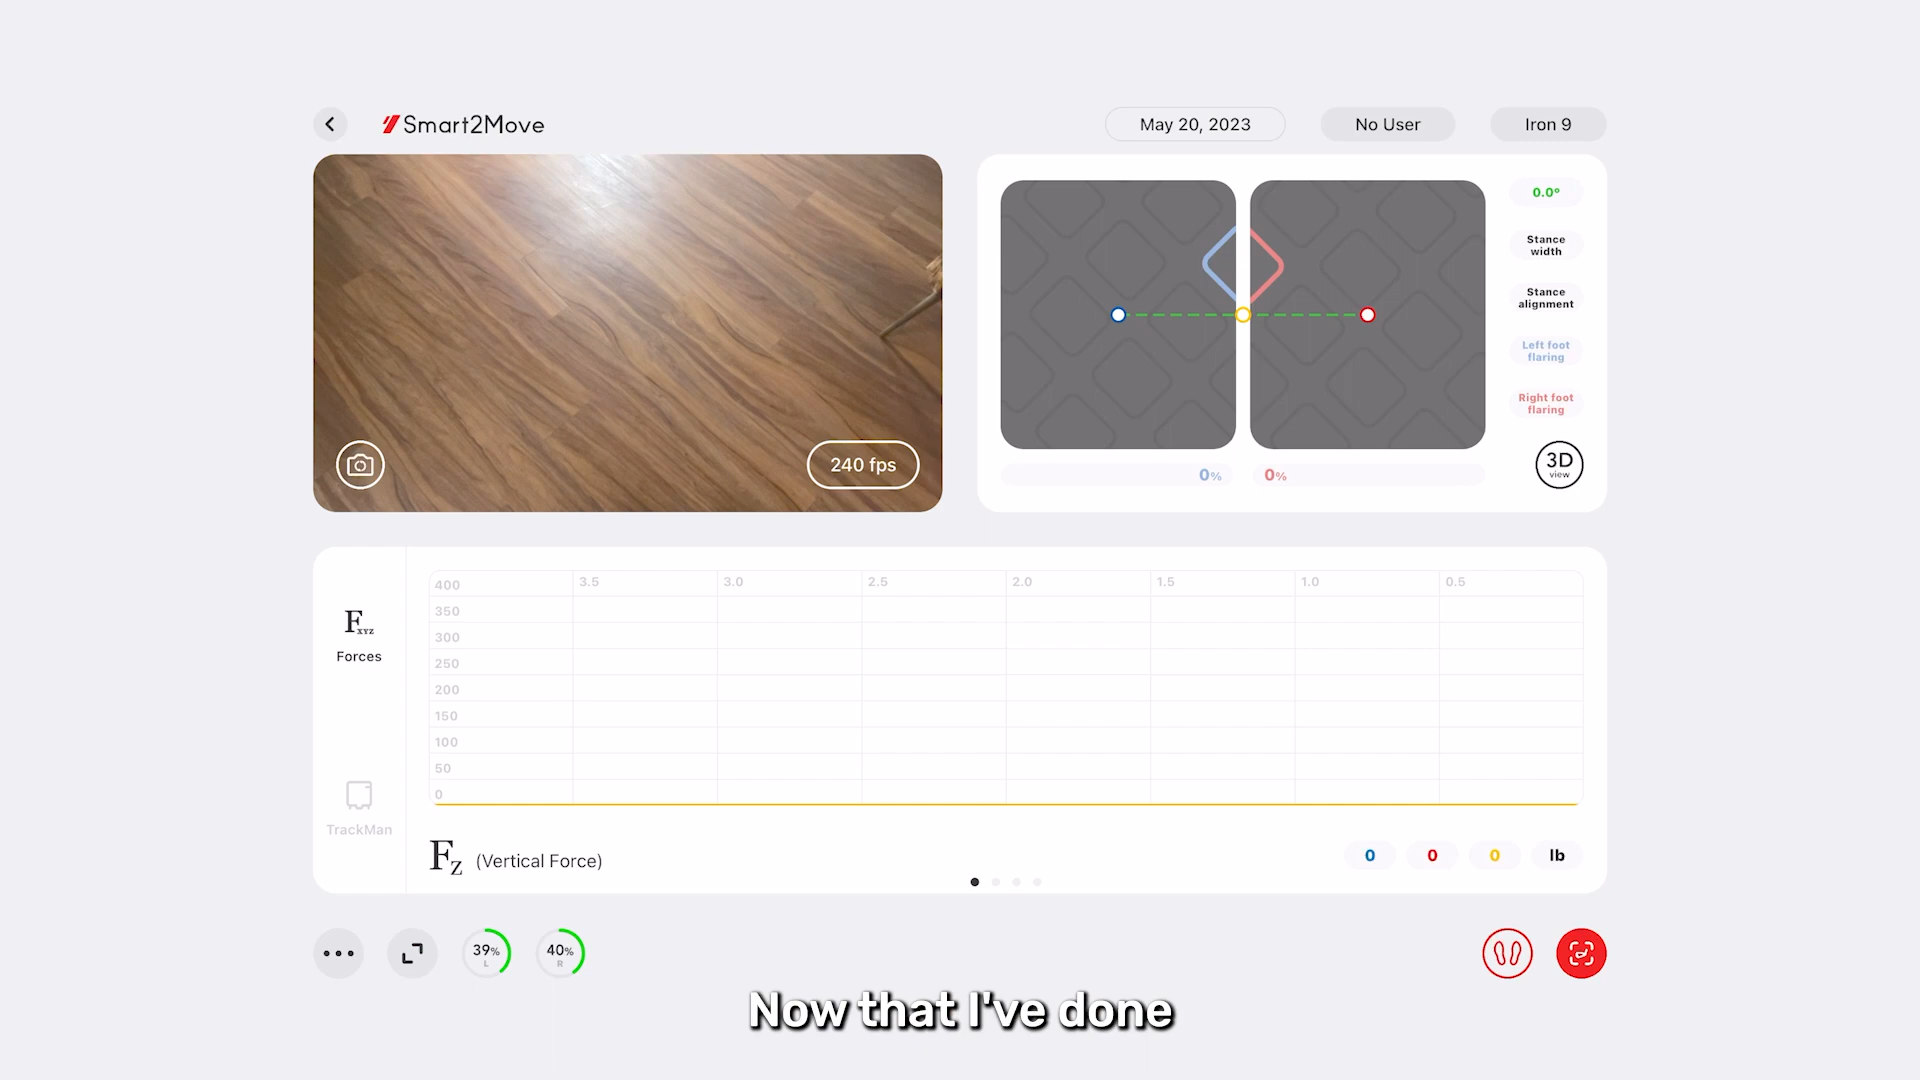 Smart2Move
May 20, 2023
No User
Iron 9
240 fps
0.0°
Stance
width
Stance
alignment
Left foot
flaring
Right foot
flaring
3D
view
0%
0%
Fxyz
Forces
TrackMan
3.5 3.0 2.5 2.0 1.5 1.0 0.5
400
350
300
250
200
150
100
50
0
Fz (Vertical Force)
0 0 0 lb
39%
L
40%
R
Now that I've done